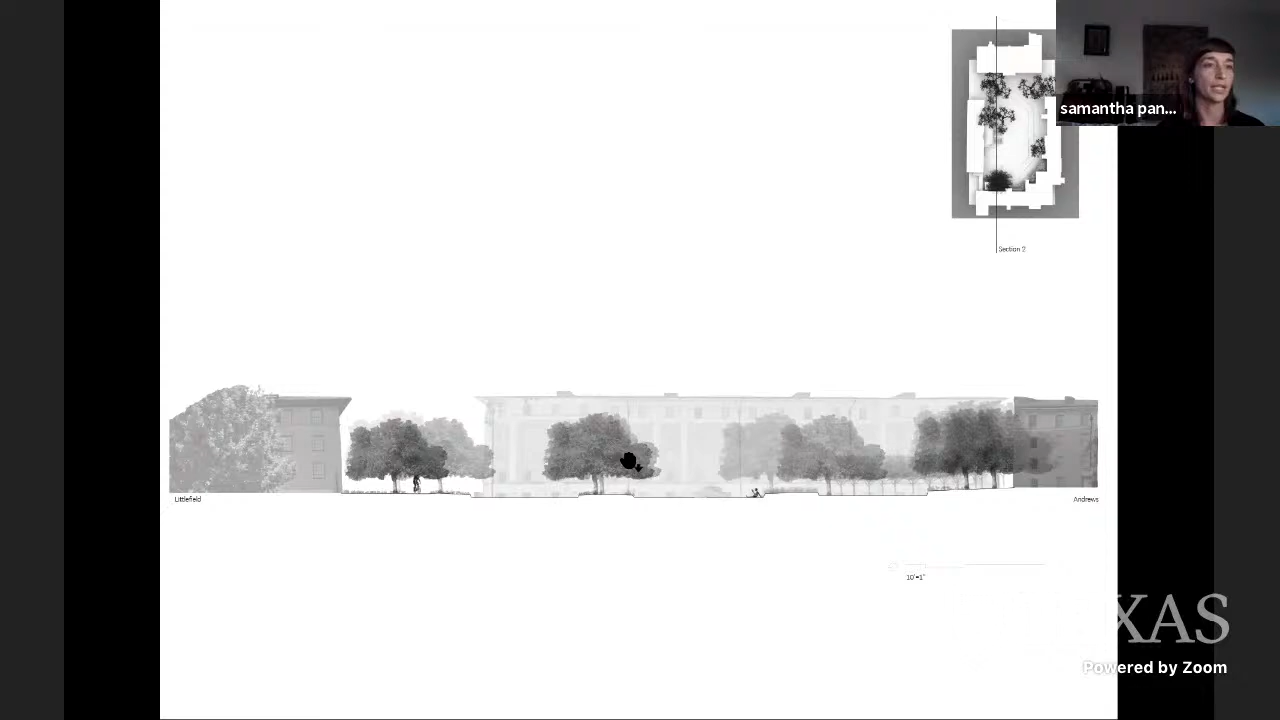 samantha pan...
Section 2
Littlefield
Andrews
10'=1"
XAS
Powered by Zoom